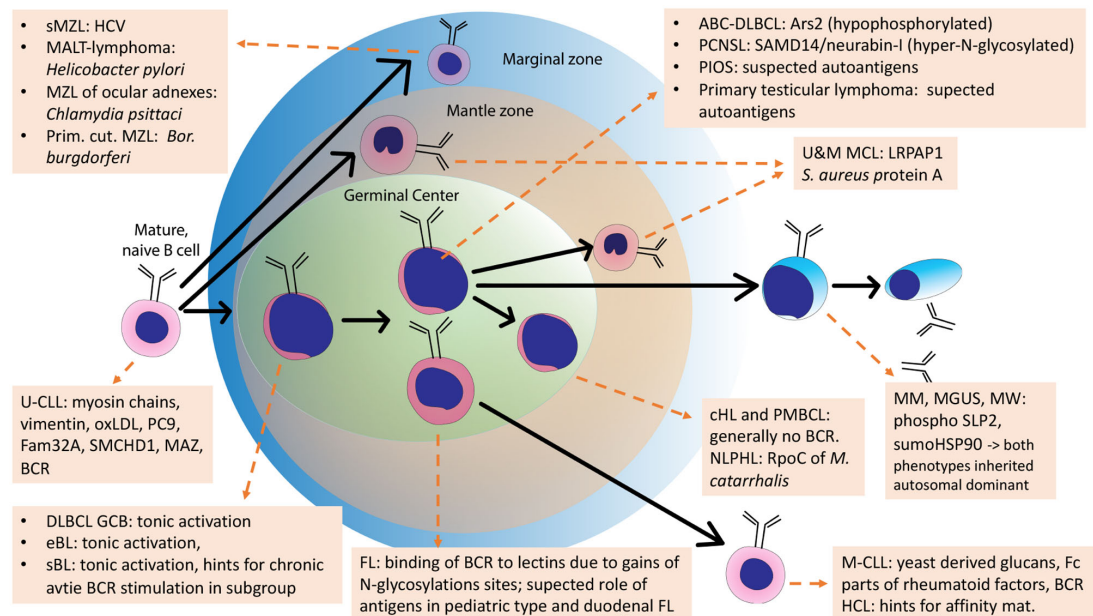 • sMZL: HCV
• MALT-lymphoma:
Helicobacter pylori
• MZL of ocular adnexes:
Chlamydia psittaci
• Prim. cut. MZL: Bor.
burgdorferi
Marginal zone
Mantle zone
Germinal Center
Mature,
naive B cell
• ABC-DLBCL: Ars2 (hypophosphorylated)
• PCNSL: SAMD14/neurabin-I (hyper-N-glycosylated)
• PIOS: suspected autoantigens
• Primary testicular lymphoma: supected
autoantigens
U&M MCL: LRPAP1
S. aureus protein A
U-CLL: myosin chains,
vimentin, oxLDL, PC9,
Fam32A, SMCHD1, MAZ,
BCR
cHL and PMBCL:
generally no BCR.
NLPHL: RpoC of M.
catarrhalis
MM, MGUS, MW:
phospho SLP2,
sumoHSP90 -> both
phenotypes inherited
autosomal dominant
• DLBCL GCB: tonic activation
• eBL: tonic activation,
• sBL: tonic activation, hints for chronic
avtie BCR stimulation in subgroup
FL: binding of BCR to lectins due to gains of
N-glycosylations sites; supected role of
antigens in pediatric type and duodenal FL
M-CLL: yeast derived glucans, Fc
parts of rheumatoid factors, BCR
HCL: hints for affinity mat.